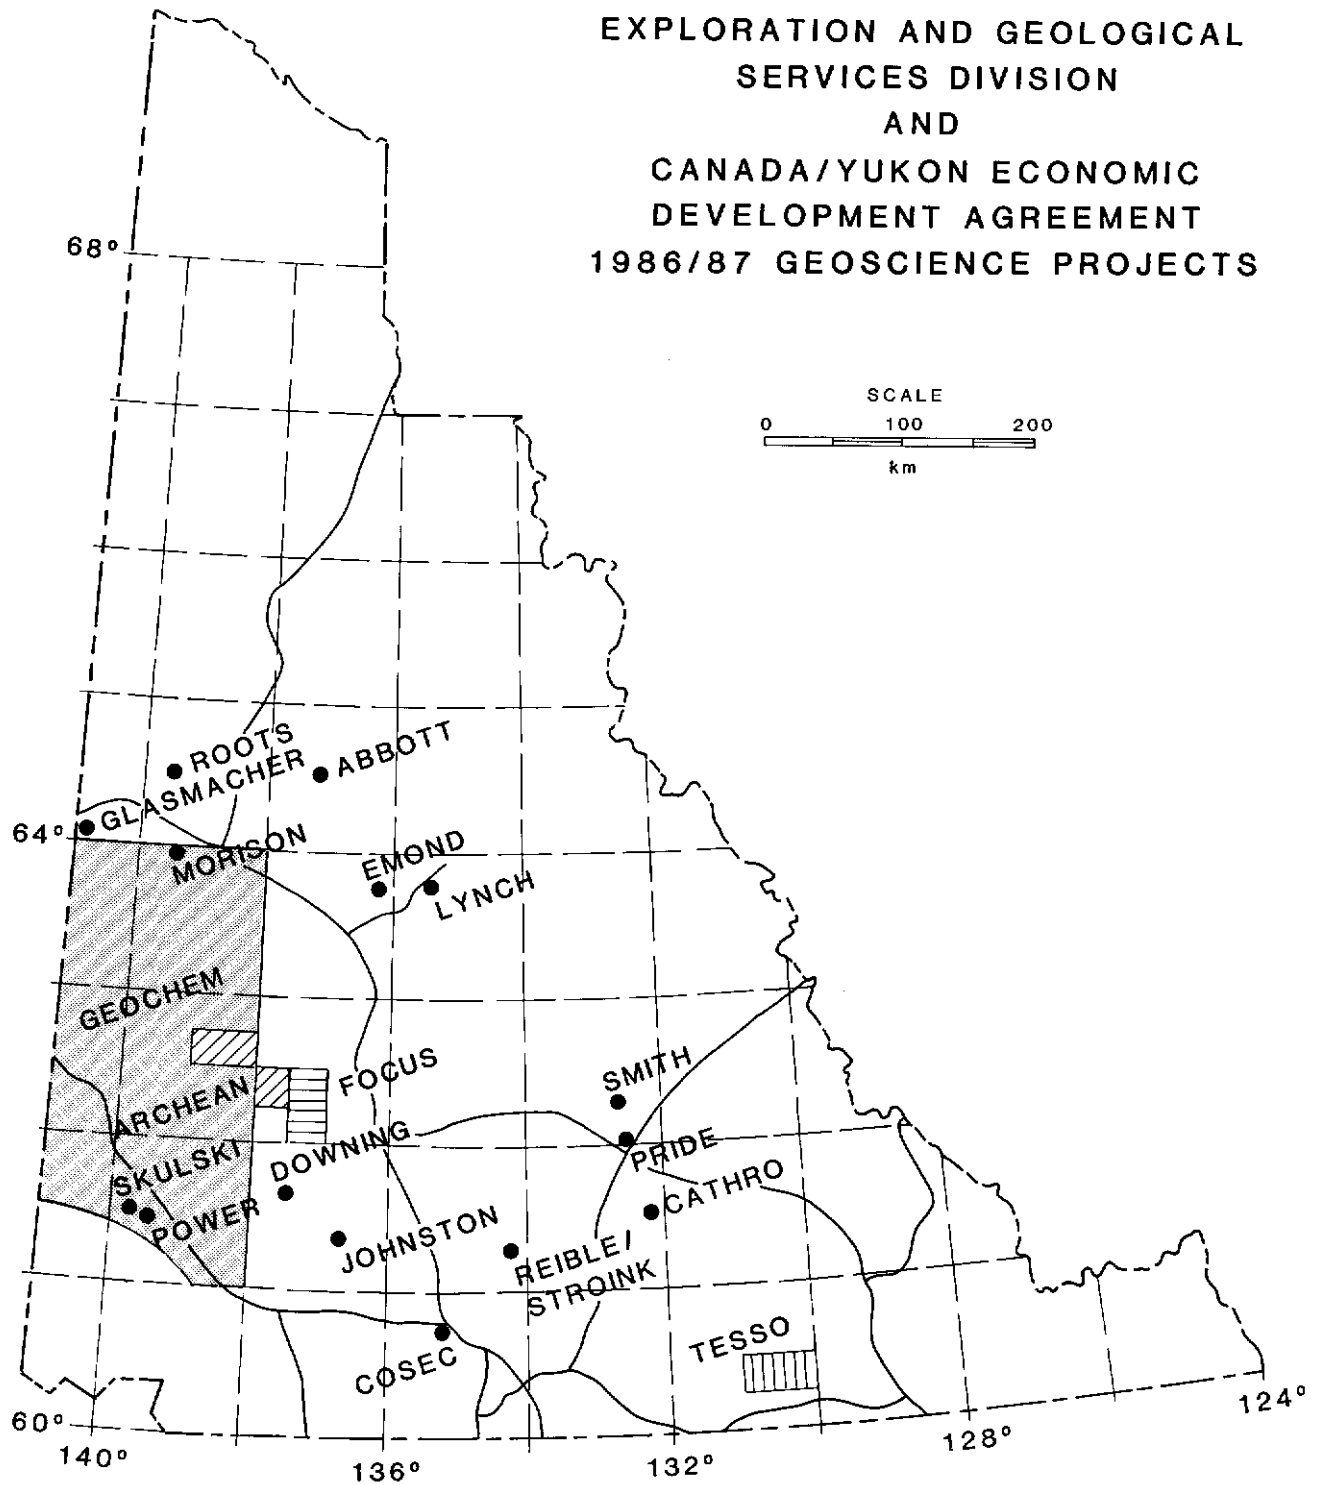 EXPLORATION AND GEOLOGICAL
SERVICES DIVISION
AND
CANADA/YUKON ECONOMIC
DEVELOPMENT AGREEMENT
1986/87 GEOSCIENCE PROJECTS
68°
SCALE
0 100 200
km
ROOTS
ABBOTT
GLASMACHER
64°
MORISON
EMOND
LYNCH
GEOCHEM
FOCUS
SMITH
ARCHEAN
DOWNING
PRIDE
SKULSKI
CATHRO
POWER
JOHNSTON
REIBLE/
STROINK
TESSO
COSEC
60°
140°
136°
132°
128°
124°